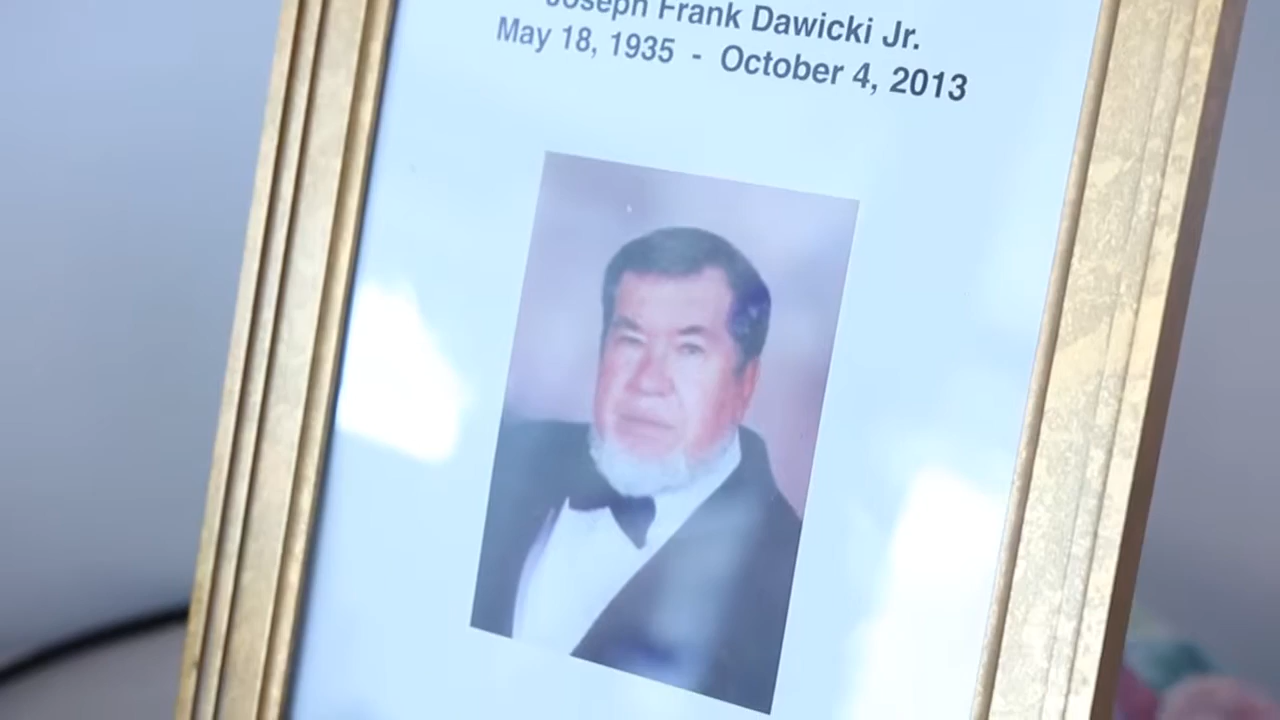 Joseph Frank Dawicki Jr.
May 18, 1935 - October 4, 2013